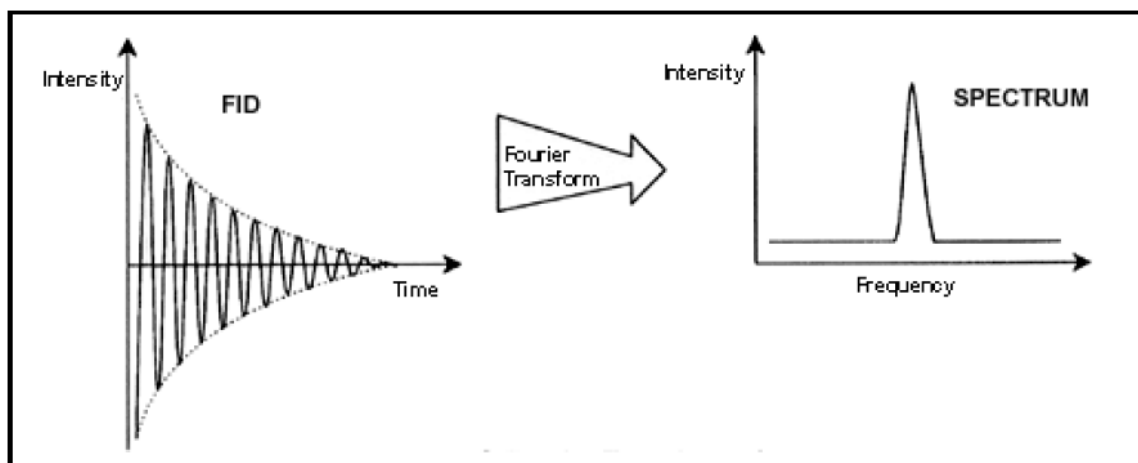 Intensity
FID
Time
Fourier
Transform
Intensity
SPECTRUM
Frequency